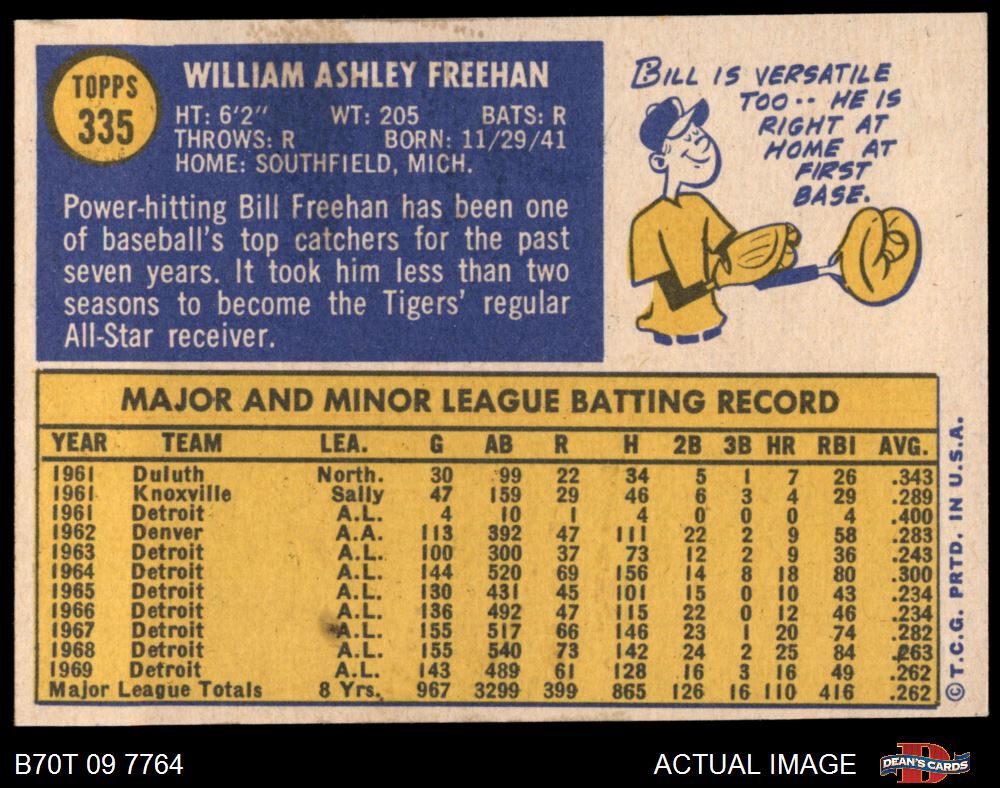 TOPPS
335
WILLIAM ASHLEY FREEHAN
HT: 6'2" WT: 205 BATS: R
THROWS: R BORN: 11/29/41
HOME: SOUTHFIELD, MICH.
Power-hitting Bill Freehan has been one
of baseball's top catchers for the past
seven years. It took him less than two
seasons to become the Tigers' regular
All-Star receiver.
BILL IS VERSATILE
TOO·· HE IS
RIGHT AT
HOME AT
FIRST
BASE.
MAJOR AND MINOR LEAGUE BATTING RECORD
YEAR TEAM LEA. G AB R H 2B 3B HR RBI AVG.
1961 Duluth North. 30 99 22 34 5 1 7 26 .343
1961 Knoxville Sally 47 159 29 46 6 3 4 29 .289
1961 Detroit A.L. 4 10 1 4 0 0 0 4 .400
1962 Denver A.A. 113 392 47 111 22 2 9 58 .283
1963 Detroit A.L. 100 300 37 73 12 2 9 36 .243
1964 Detroit A.L. 144 520 69 156 14 8 18 80 .300
1965 Detroit A.L. 130 431 45 101 15 0 10 43 .234
1966 Detroit A.L. 136 492 47 115 22 0 12 46 .234
1967 Detroit A.L. 155 517 66 146 23 1 20 74 .282
1968 Detroit A.L. 155 540 73 142 24 2 25 84 .263
1969 Detroit A.L. 143 489 61 128 16 3 16 49 .262
Major League Totals 8 Yrs. 967 3299 399 865 126 16 110 416 .262
© T.C.G. PRTD. IN U.S.A.
B70T 09 7764
ACTUAL IMAGE
DEAN'S CARDS